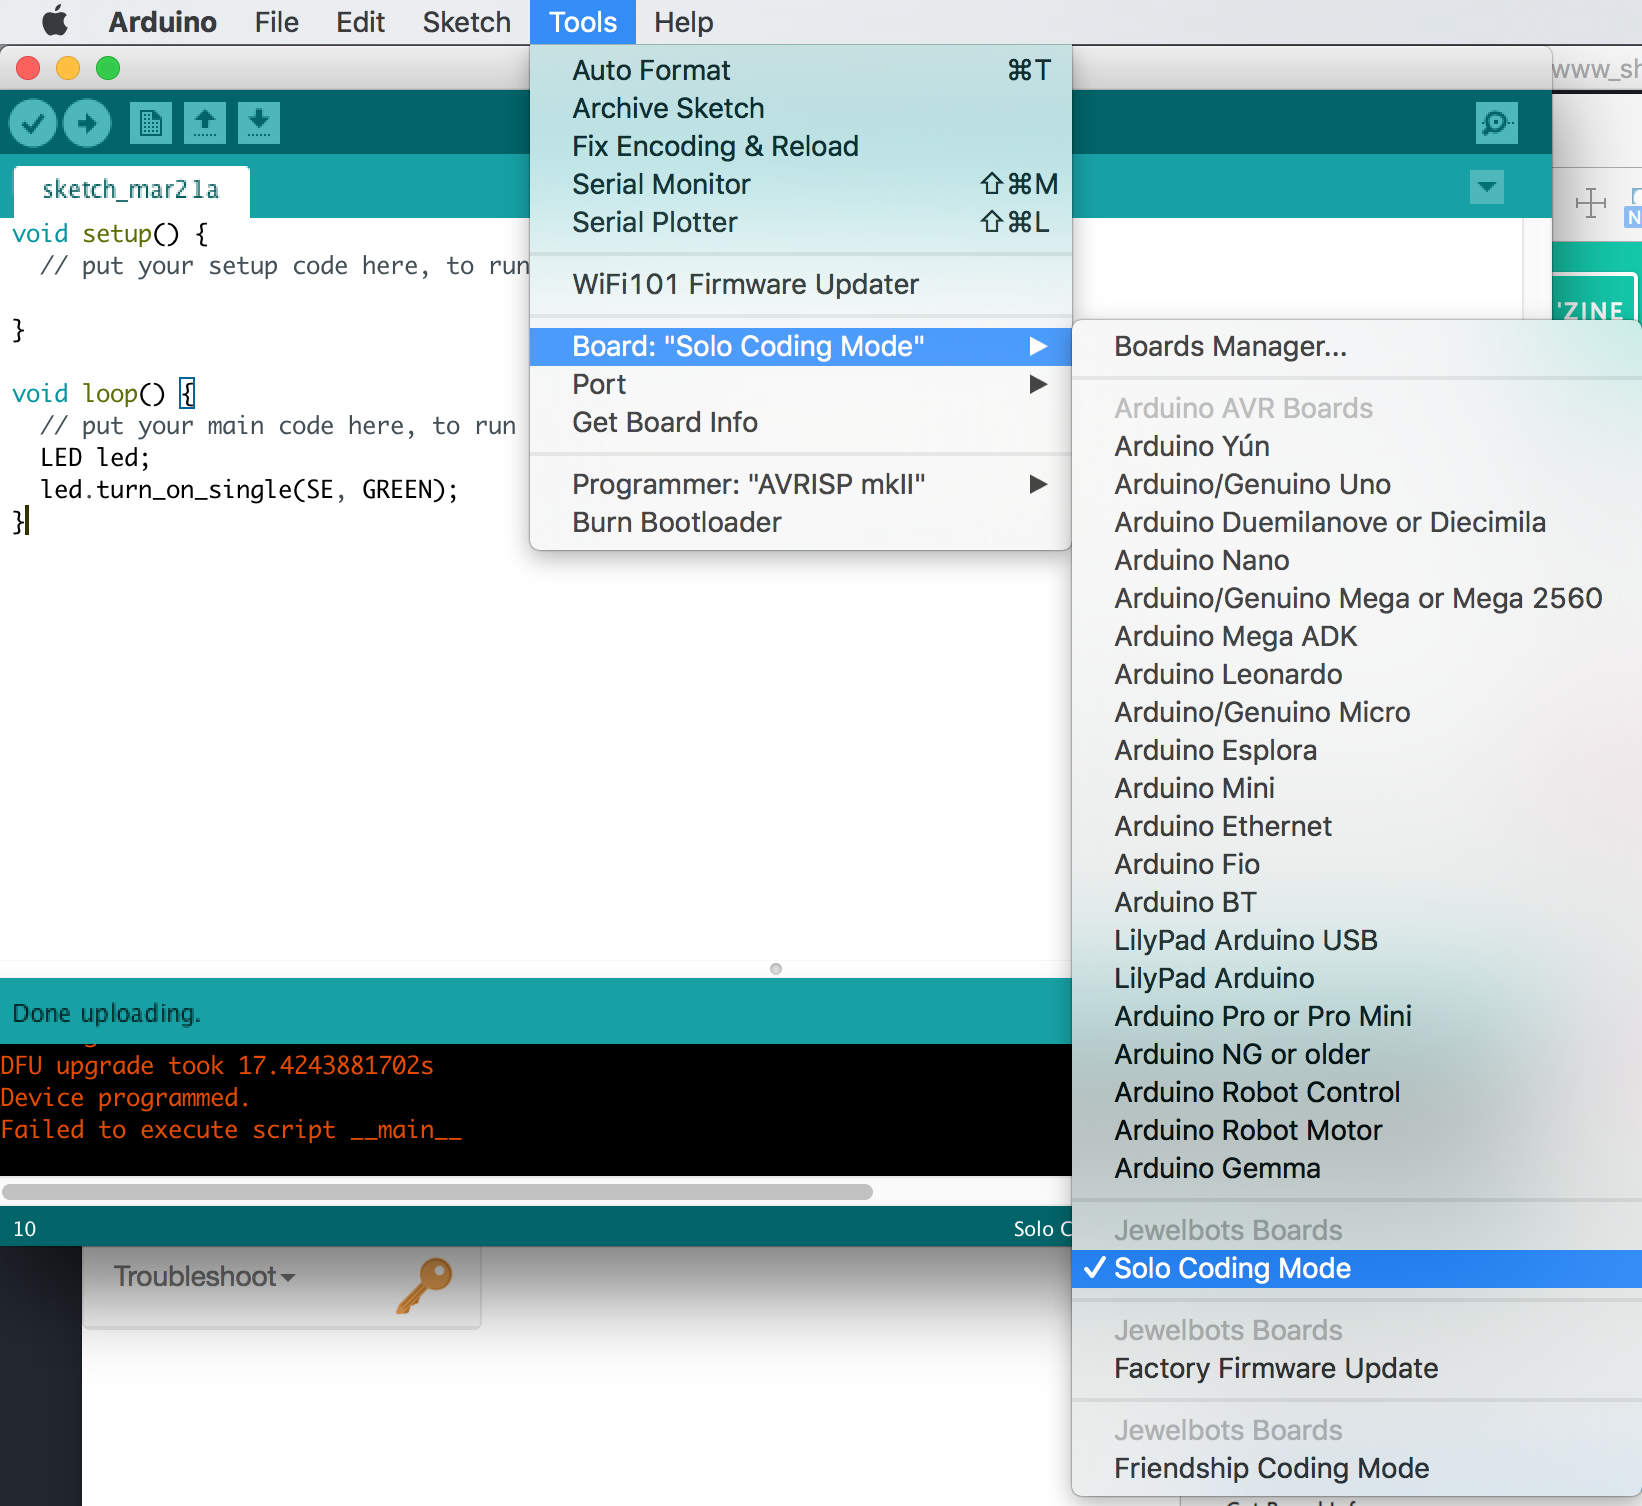 Arduino File Edit Sketch Tools Help
www_sh
sketch_mar21a
void setup() {
// put your setup code here, to run
}
void loop() {
// put your main code here, to run
LED led;
led.turn_on_single(SE, GREEN);
}
Auto Format ⌘T
Archive Sketch
Fix Encoding & Reload
Serial Monitor ⇧⌘M
Serial Plotter ⇧⌘L
WiFi101 Firmware Updater
Board: "Solo Coding Mode" ▶
Port ▶
Get Board Info
Programmer: "AVRISP mkII" ▶
Burn Bootloader
N
'ZINE
Boards Manager...
Arduino AVR Boards
Arduino Yún
Arduino/Genuino Uno
Arduino Duemilanove or Diecimila
Arduino Nano
Arduino/Genuino Mega or Mega 2560
Arduino Mega ADK
Arduino Leonardo
Arduino/Genuino Micro
Arduino Esplora
Arduino Mini
Arduino Ethernet
Arduino Fio
Arduino BT
LilyPad Arduino USB
LilyPad Arduino
Arduino Pro or Pro Mini
Arduino NG or older
Arduino Robot Control
Arduino Robot Motor
Arduino Gemma
Jewelbots Boards
✓ Solo Coding Mode
Jewelbots Boards
Factory Firmware Update
Jewelbots Boards
Friendship Coding Mode
Done uploading.
DFU upgrade took 17.4243881702s
Device programmed.
Failed to execute script __main__
10
Solo C
Troubleshoot